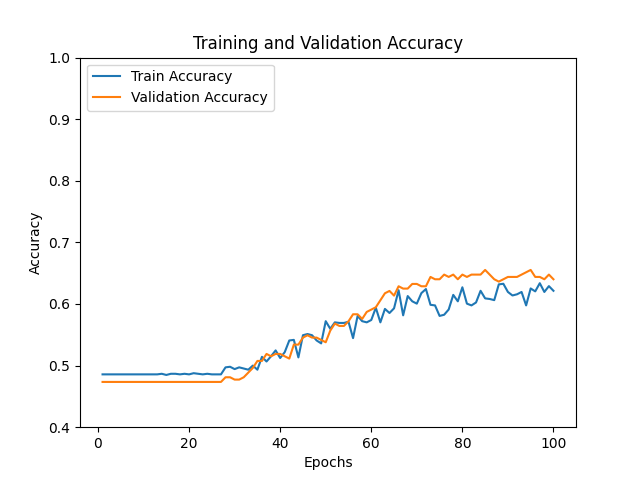 Training and Validation Accuracy
Train Accuracy
Validation Accuracy
1.0
0.9
0.8
0.7
0.6
0.5
0.4
Accuracy
0 20 40 60 80 100
Epochs